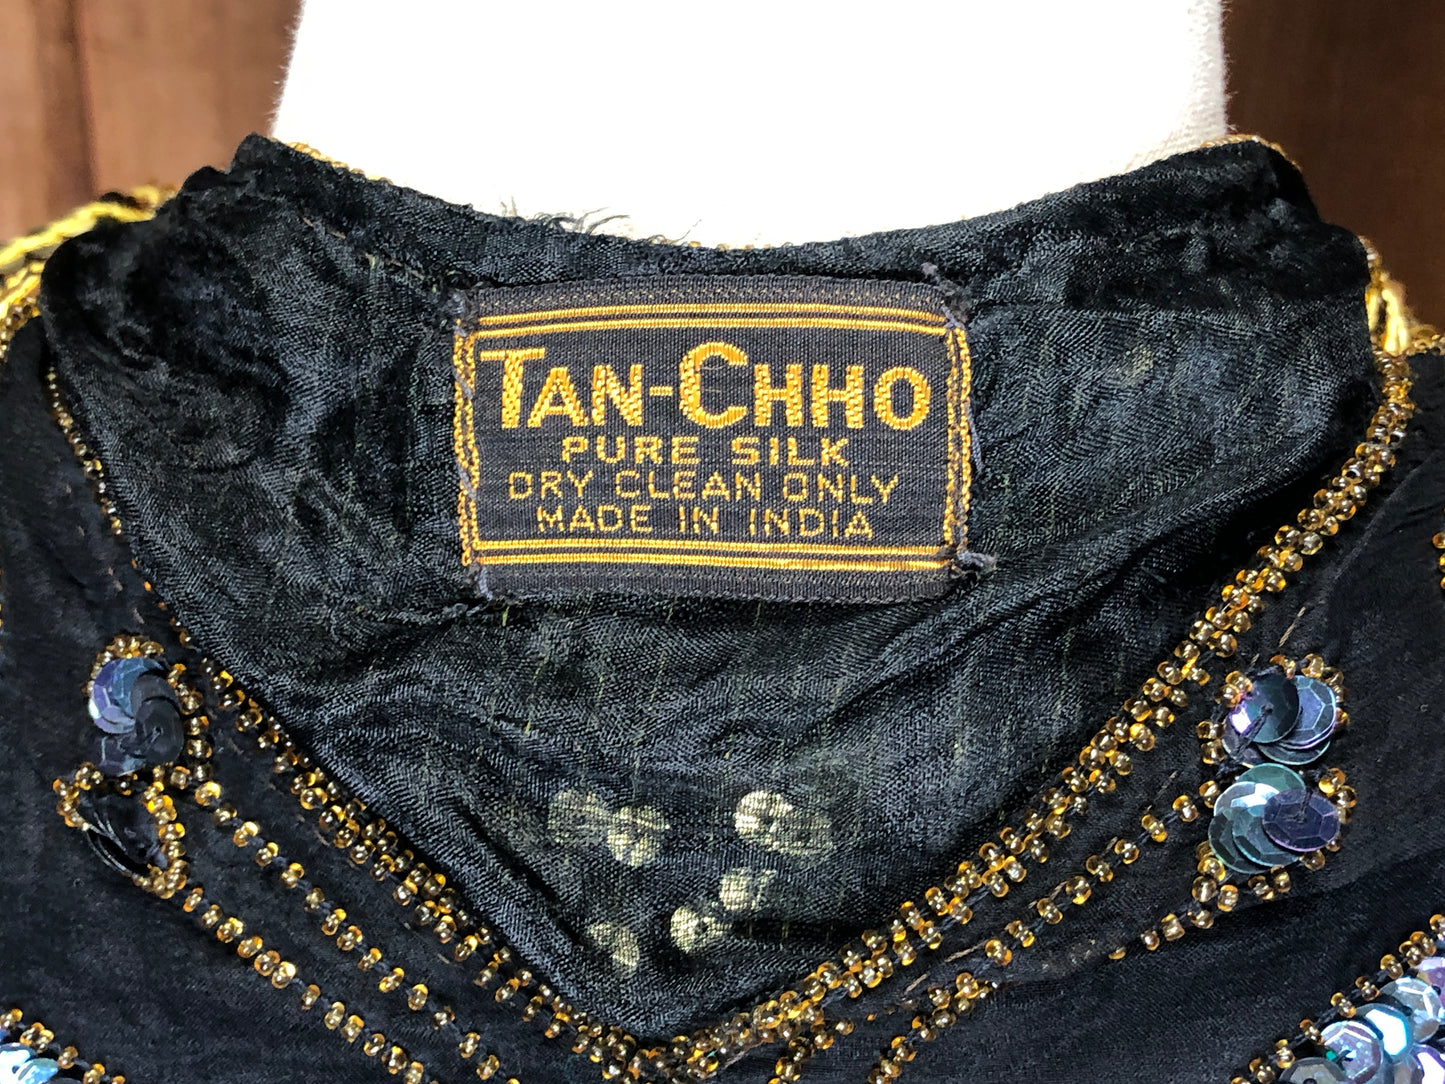 TAN-CHHO
PURE SILK
DRY CLEAN ONLY
MADE IN INDIA